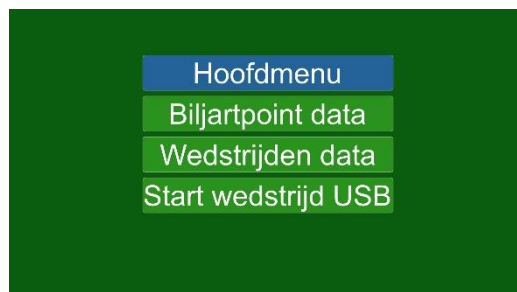 Hoofdmenu
Biljartpoint data
Wedstrijden data
Start wedstrijd USB